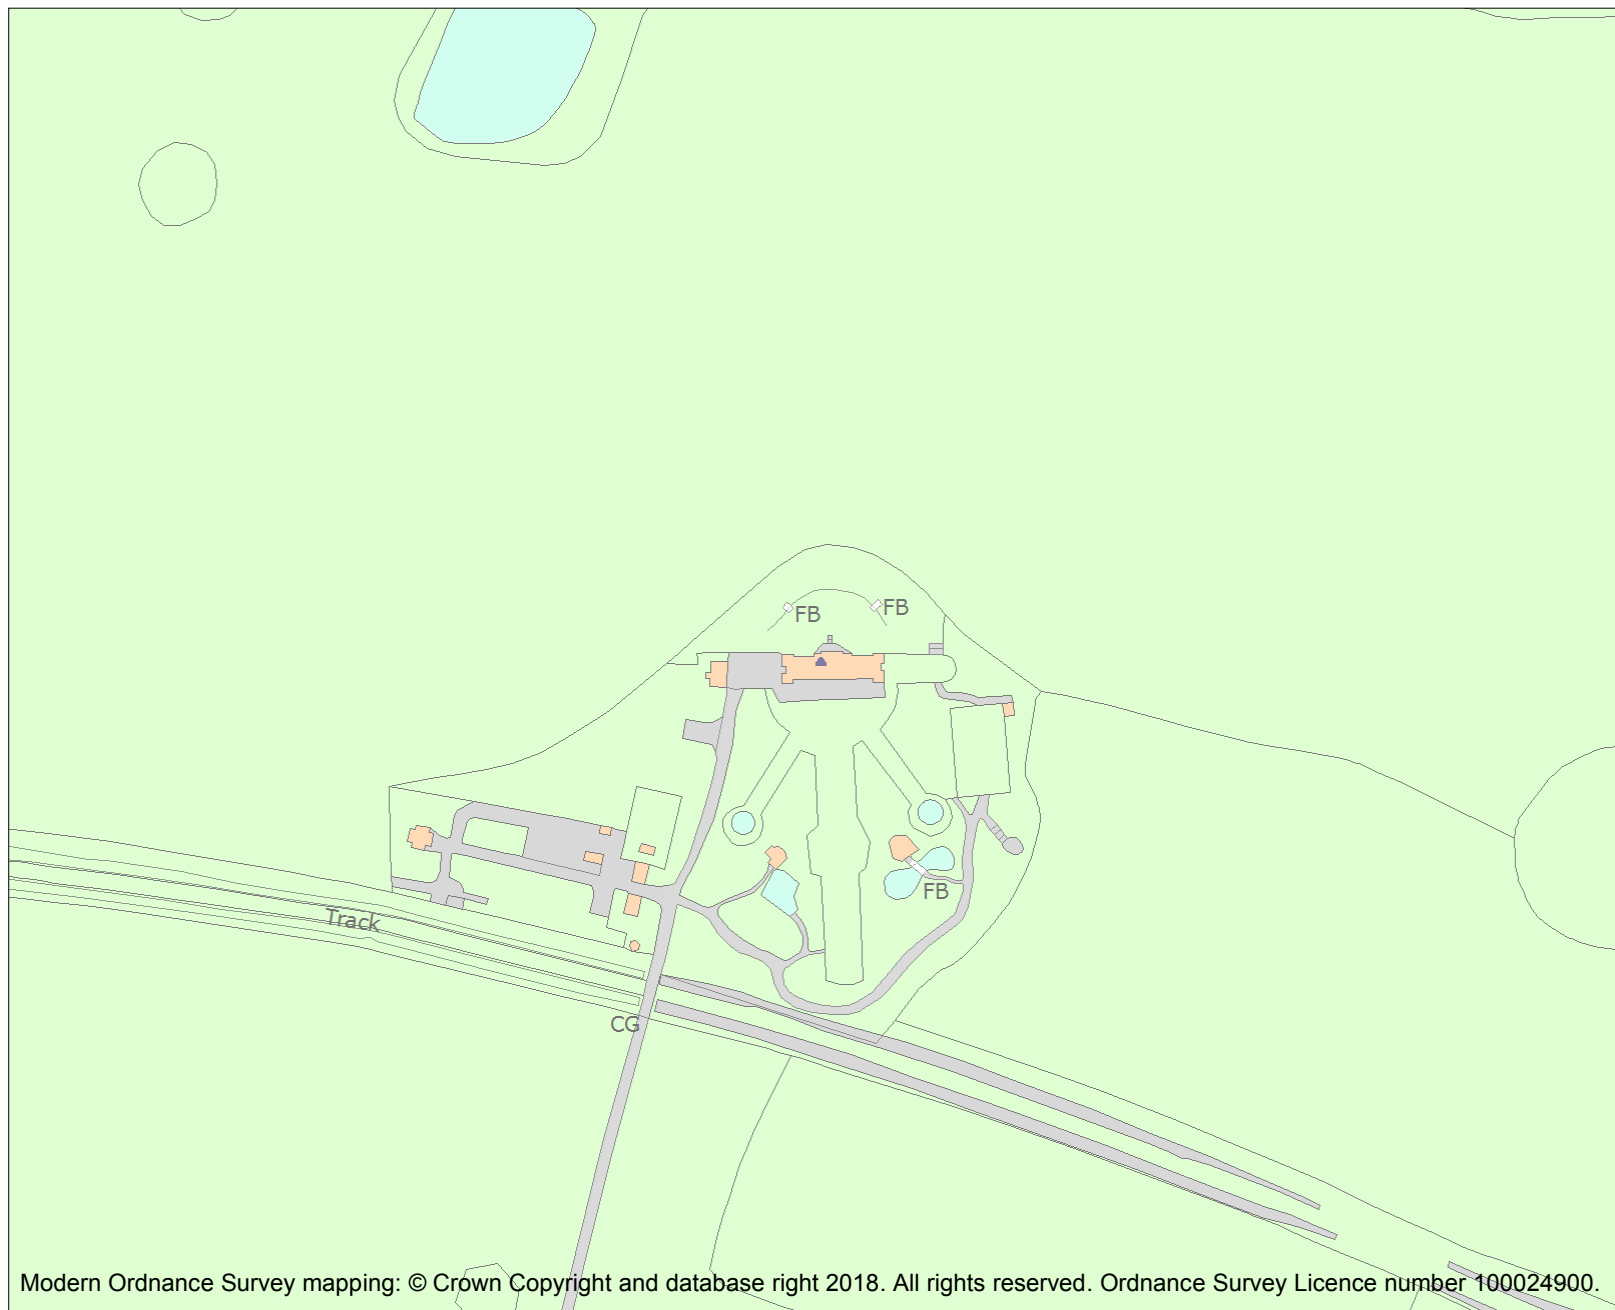 FB
FB
FB
Track
CG
Modern Ordnance Survey mapping: © Crown Copyright and database right 2018. All rights reserved. Ordnance Survey Licence number 100024900.